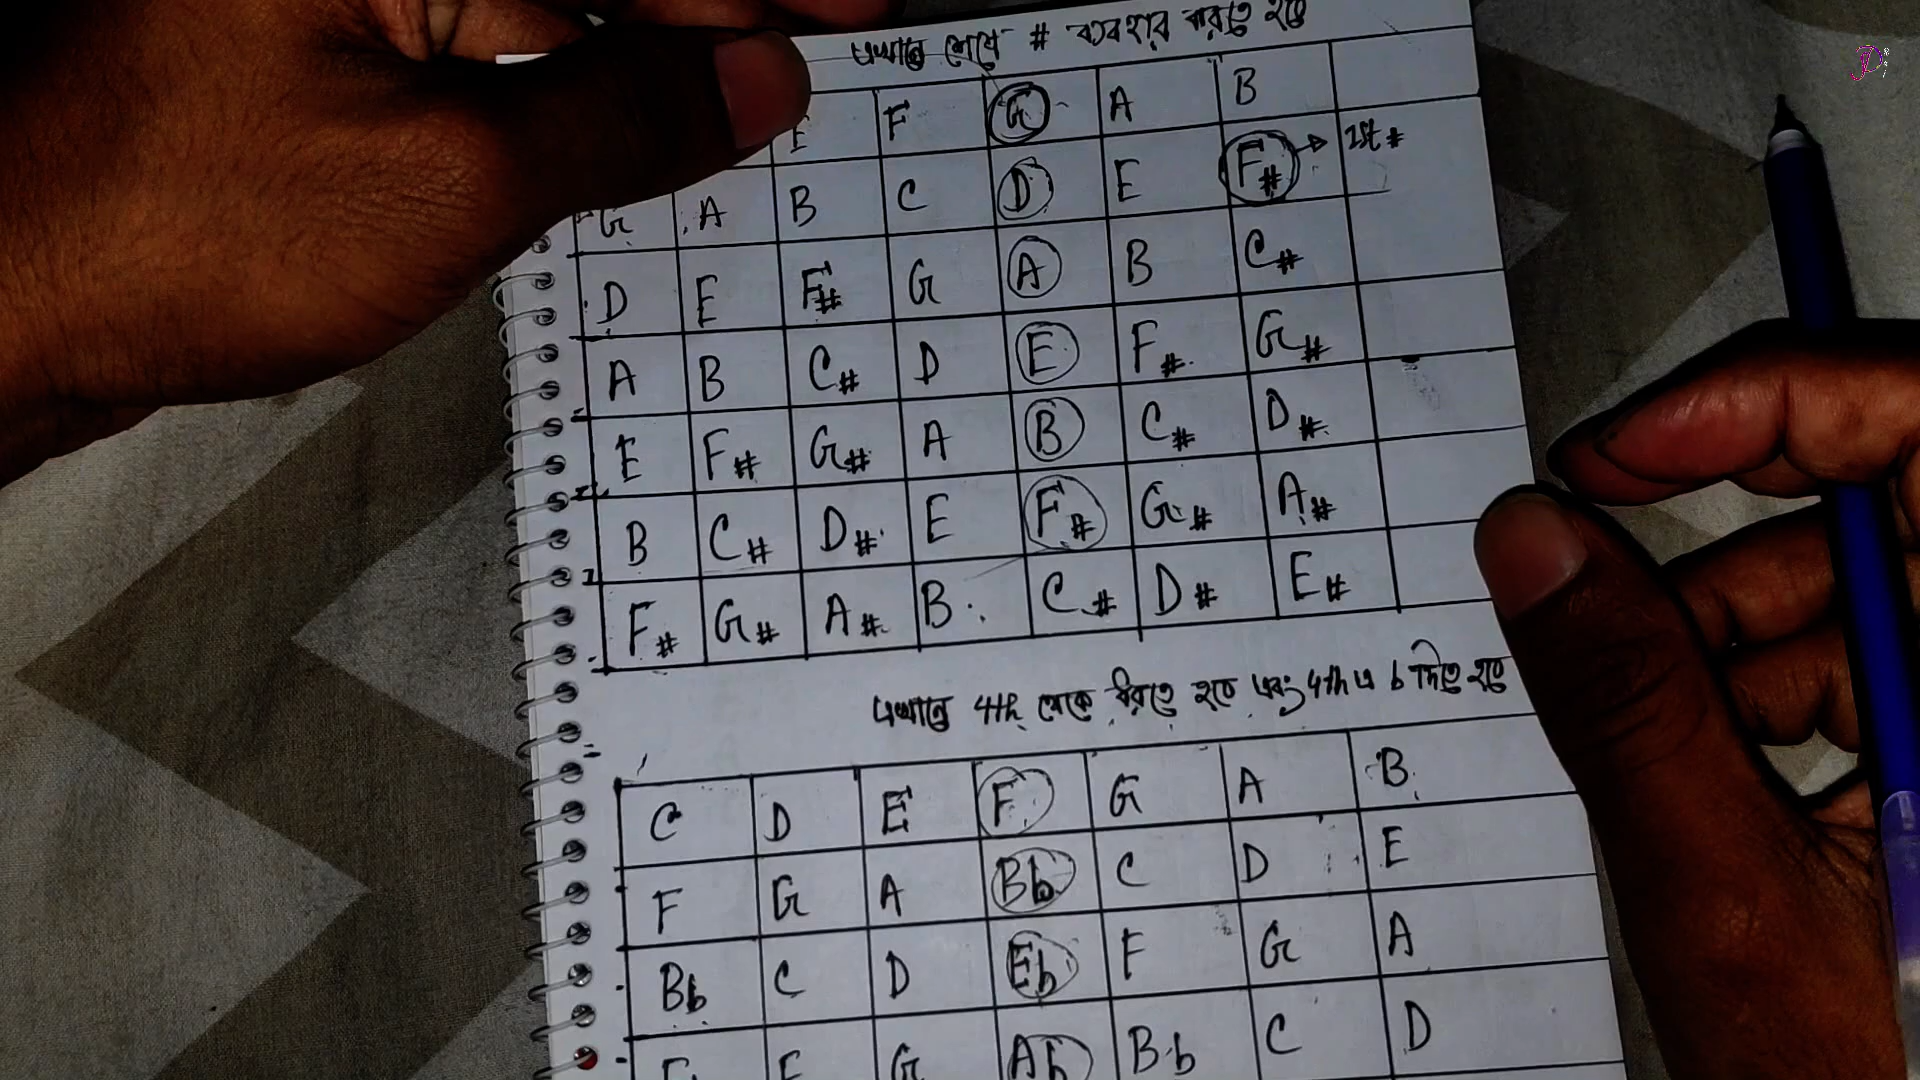 এখানে শেষে # ব্যবহার করতে হবে
E F G A B
G A B C D E F# → 1st #
D E F# G A B C#
A B C# D E F# G#
E F# G# A B C# D#
B C# D# E F# G# A#
F# G# A# B C# D# E#
এখানে 4th থেকে ধরতে হবে এবং 4th এ b দিতে হবে
C D E F G A B
F G A Bb C D E
Bb C D Eb F G A
F G Ab Bb C D